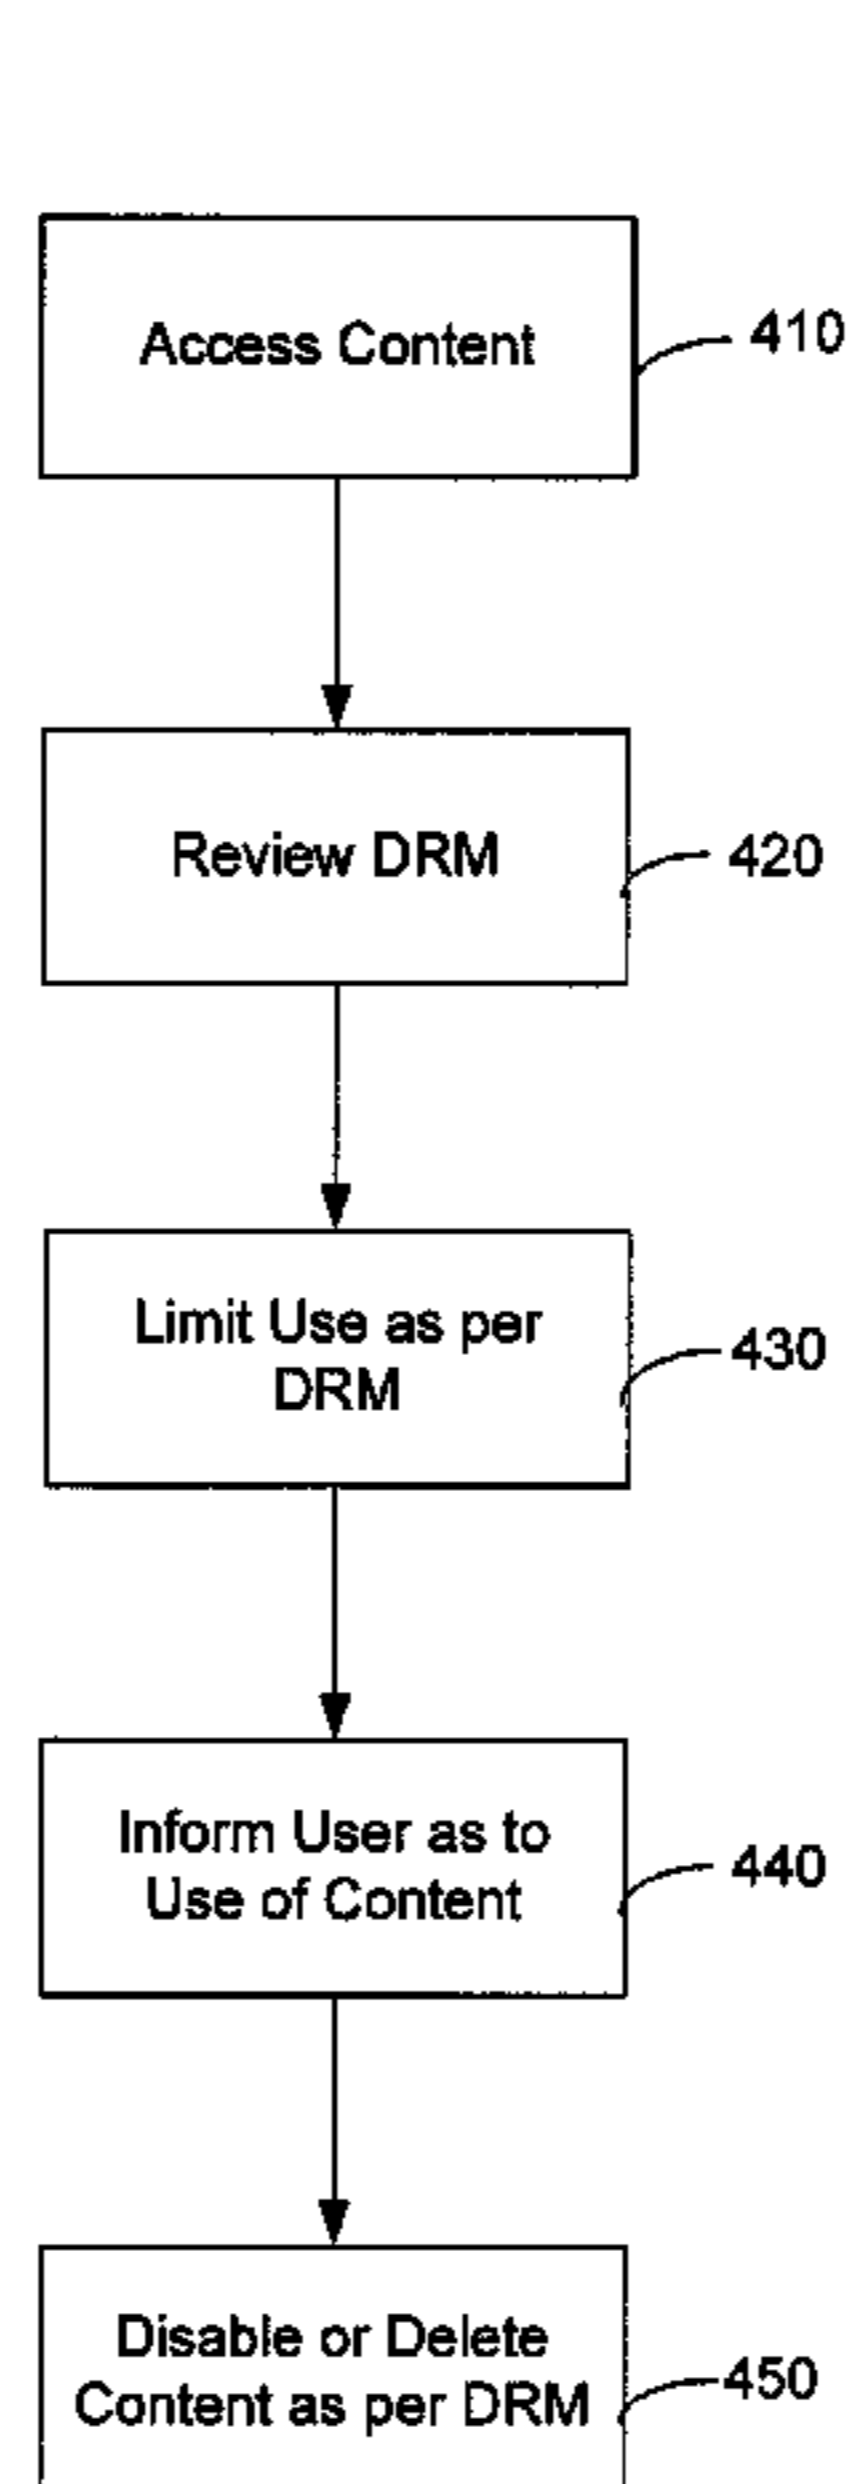 Access Content
410
Review DRM
420
Limit Use as per
DRM
430
Inform User as to
Use of Content
440
Disable or Delete
Content as per DRM
450